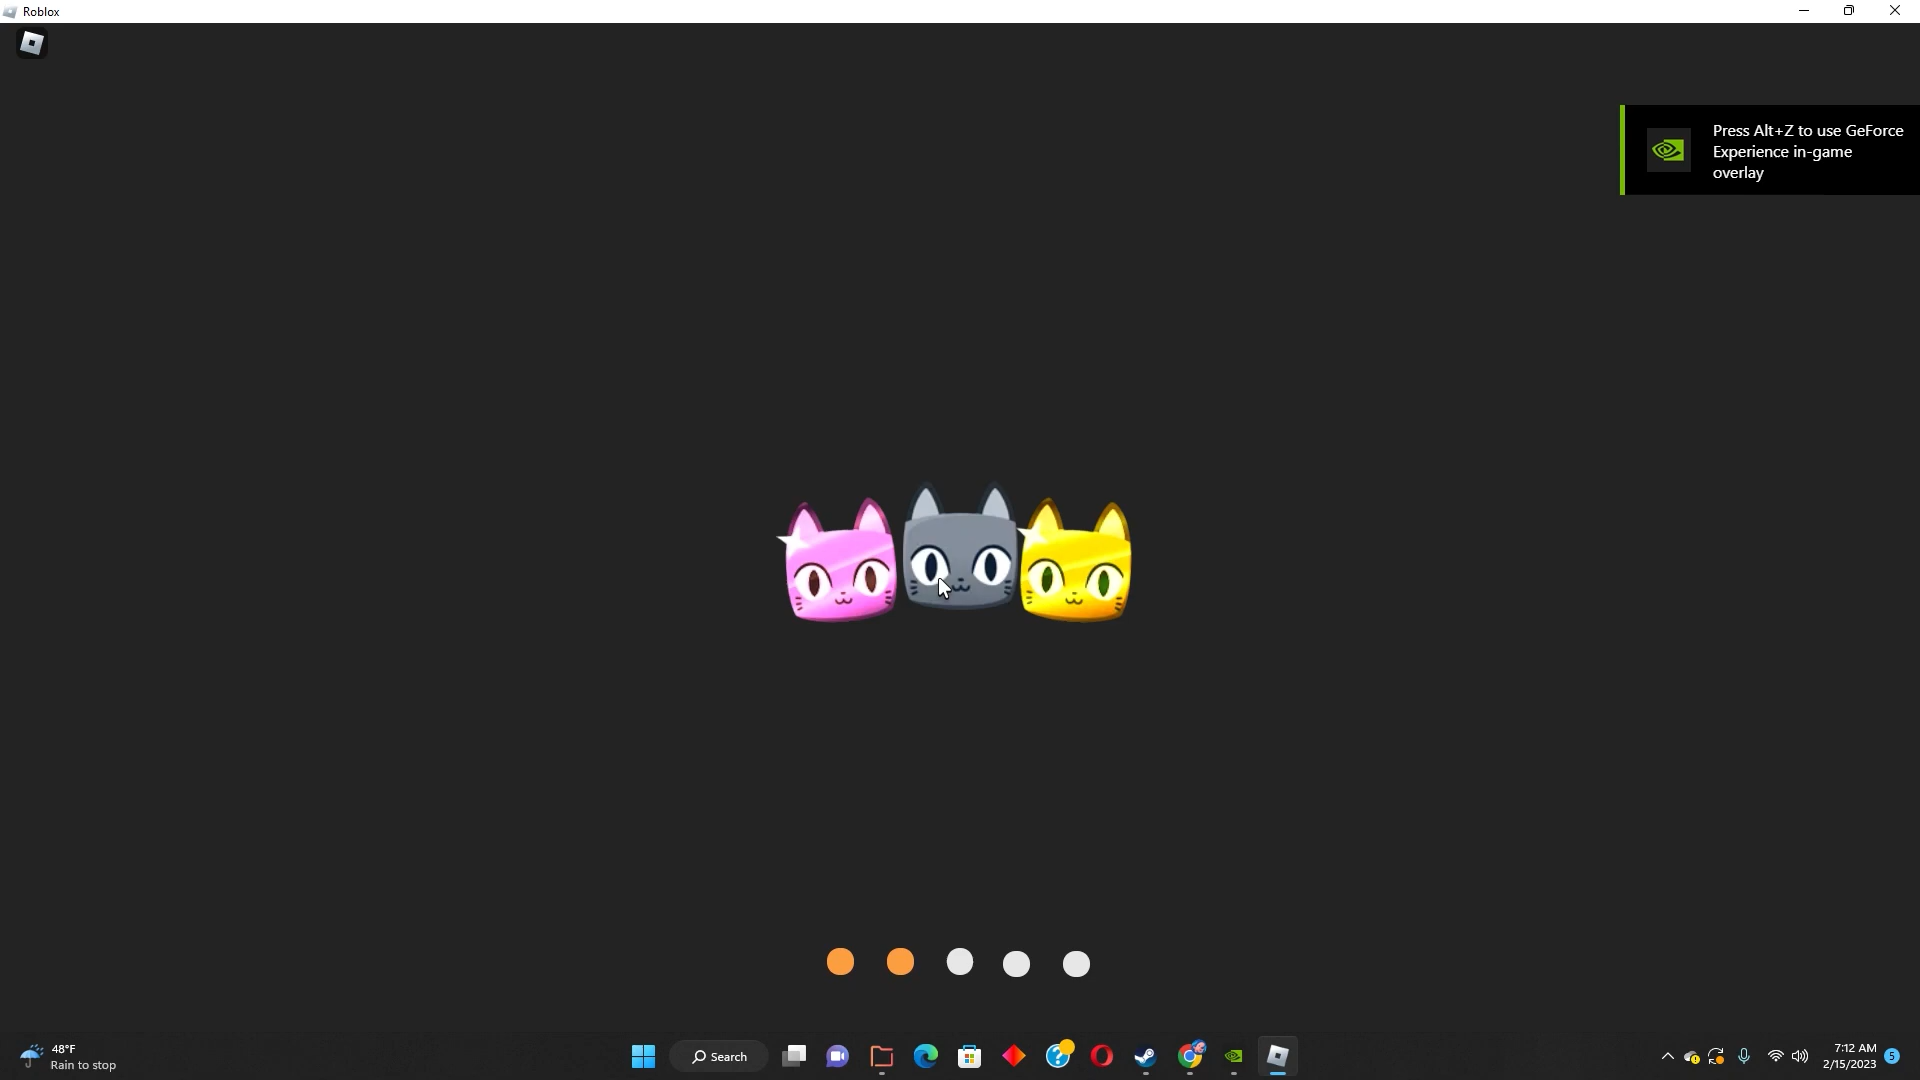 Roblox
Press Alt+Z to use GeForce
Experience in-game
overlay
48°F
Rain to stop
Search
7:12 AM
2/15/2023
5